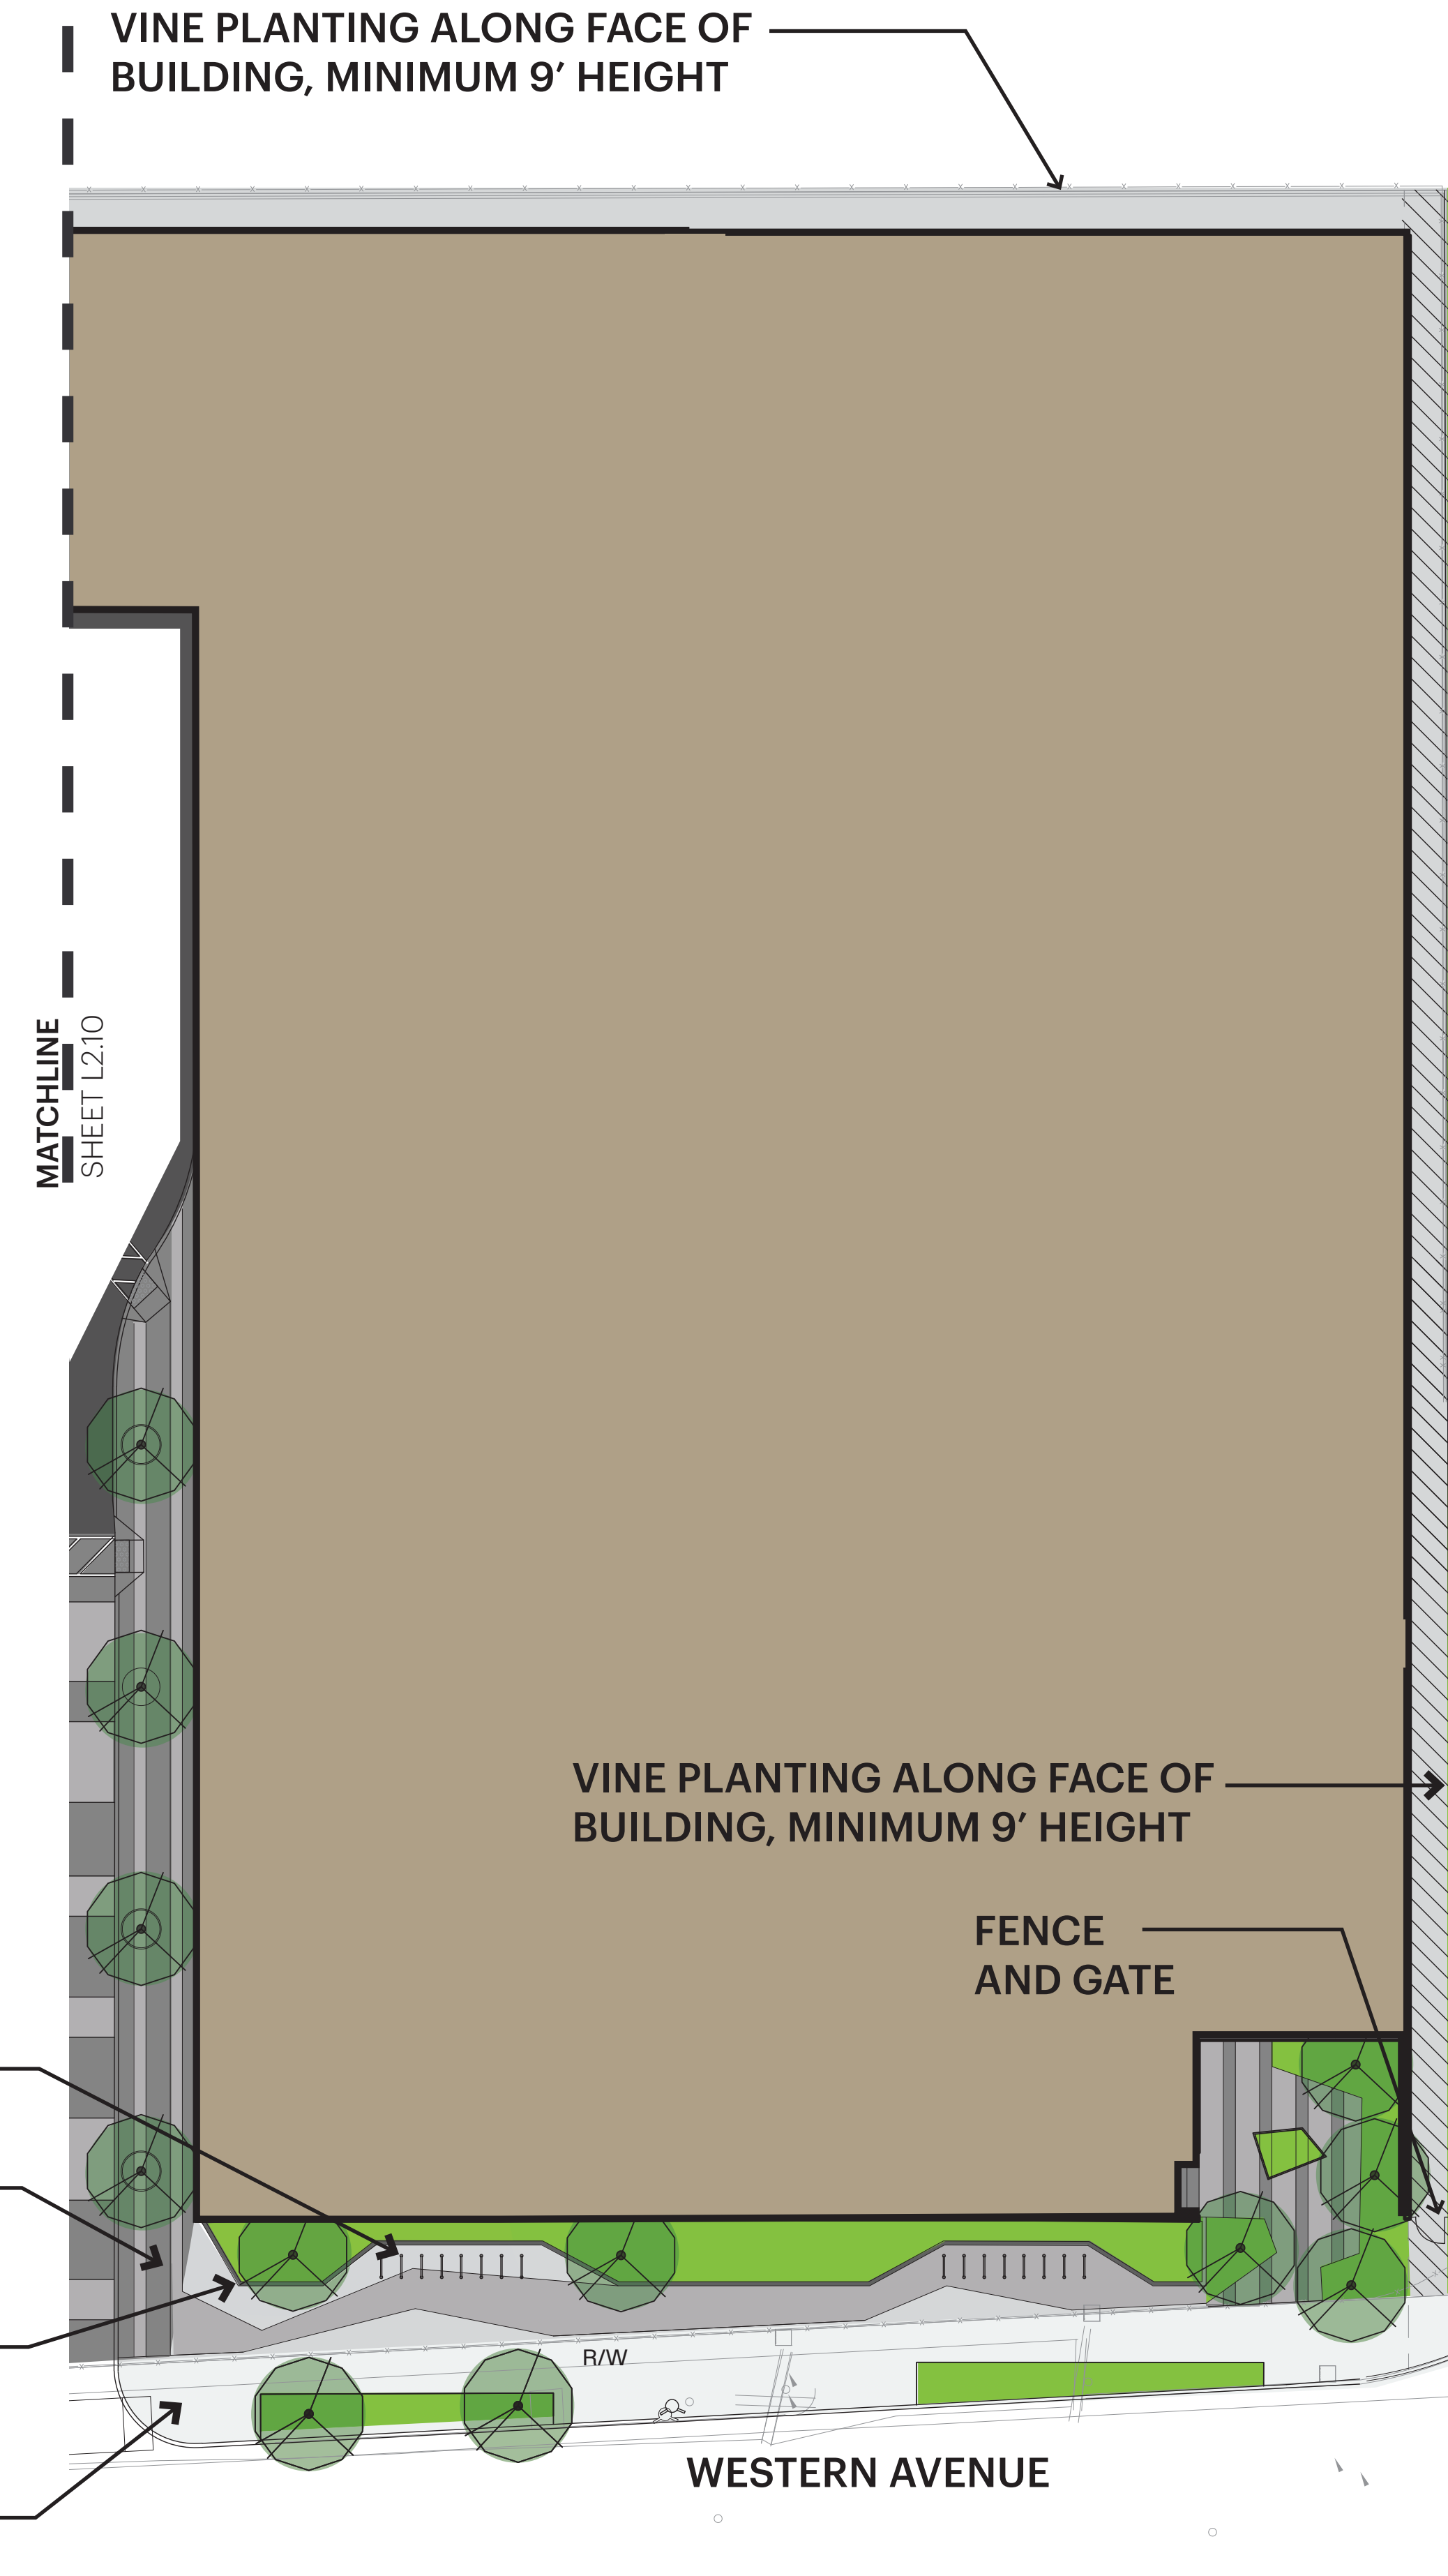 VINE PLANTING ALONG FACE OF
BUILDING, MINIMUM 9′ HEIGHT
MATCHLINE
SHEET L2.10
VINE PLANTING ALONG FACE OF
BUILDING, MINIMUM 9′ HEIGHT
FENCE
AND GATE
R/W
WESTERN AVENUE